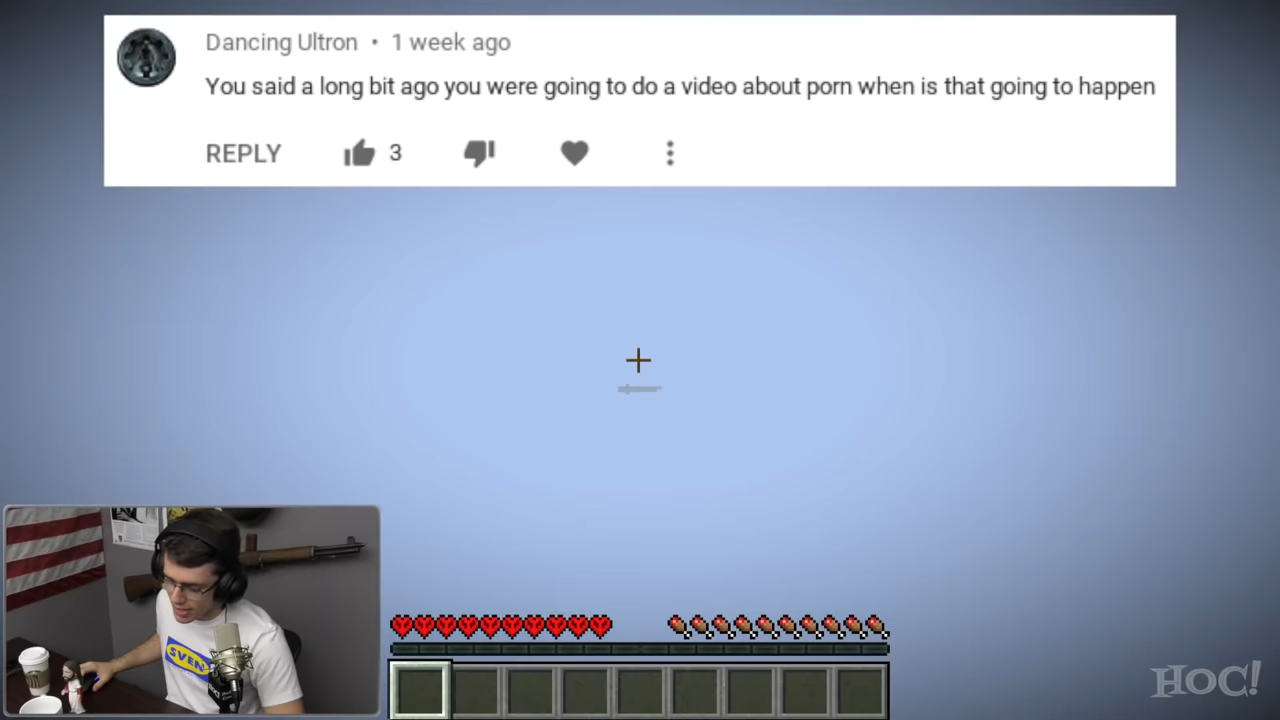 Dancing Ultron • 1 week ago
You said a long bit ago you were going to do a video about porn when is that going to happen
REPLY 3
SVEN
HOC!